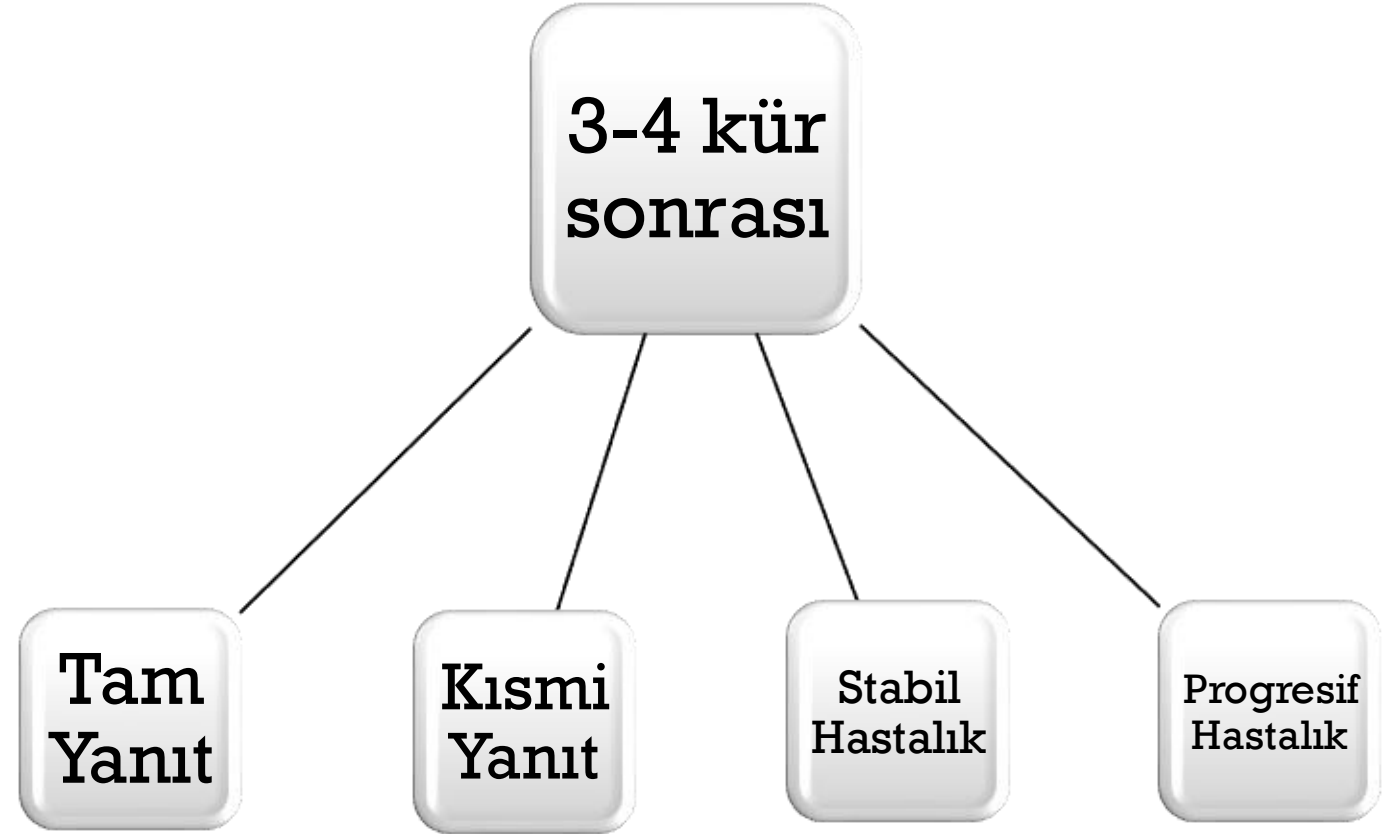 3-4 kür
sonrası
Tam
Yanıt
Kısmi
Yanıt
Stabil
Hastalık
Progresif
Hastalık